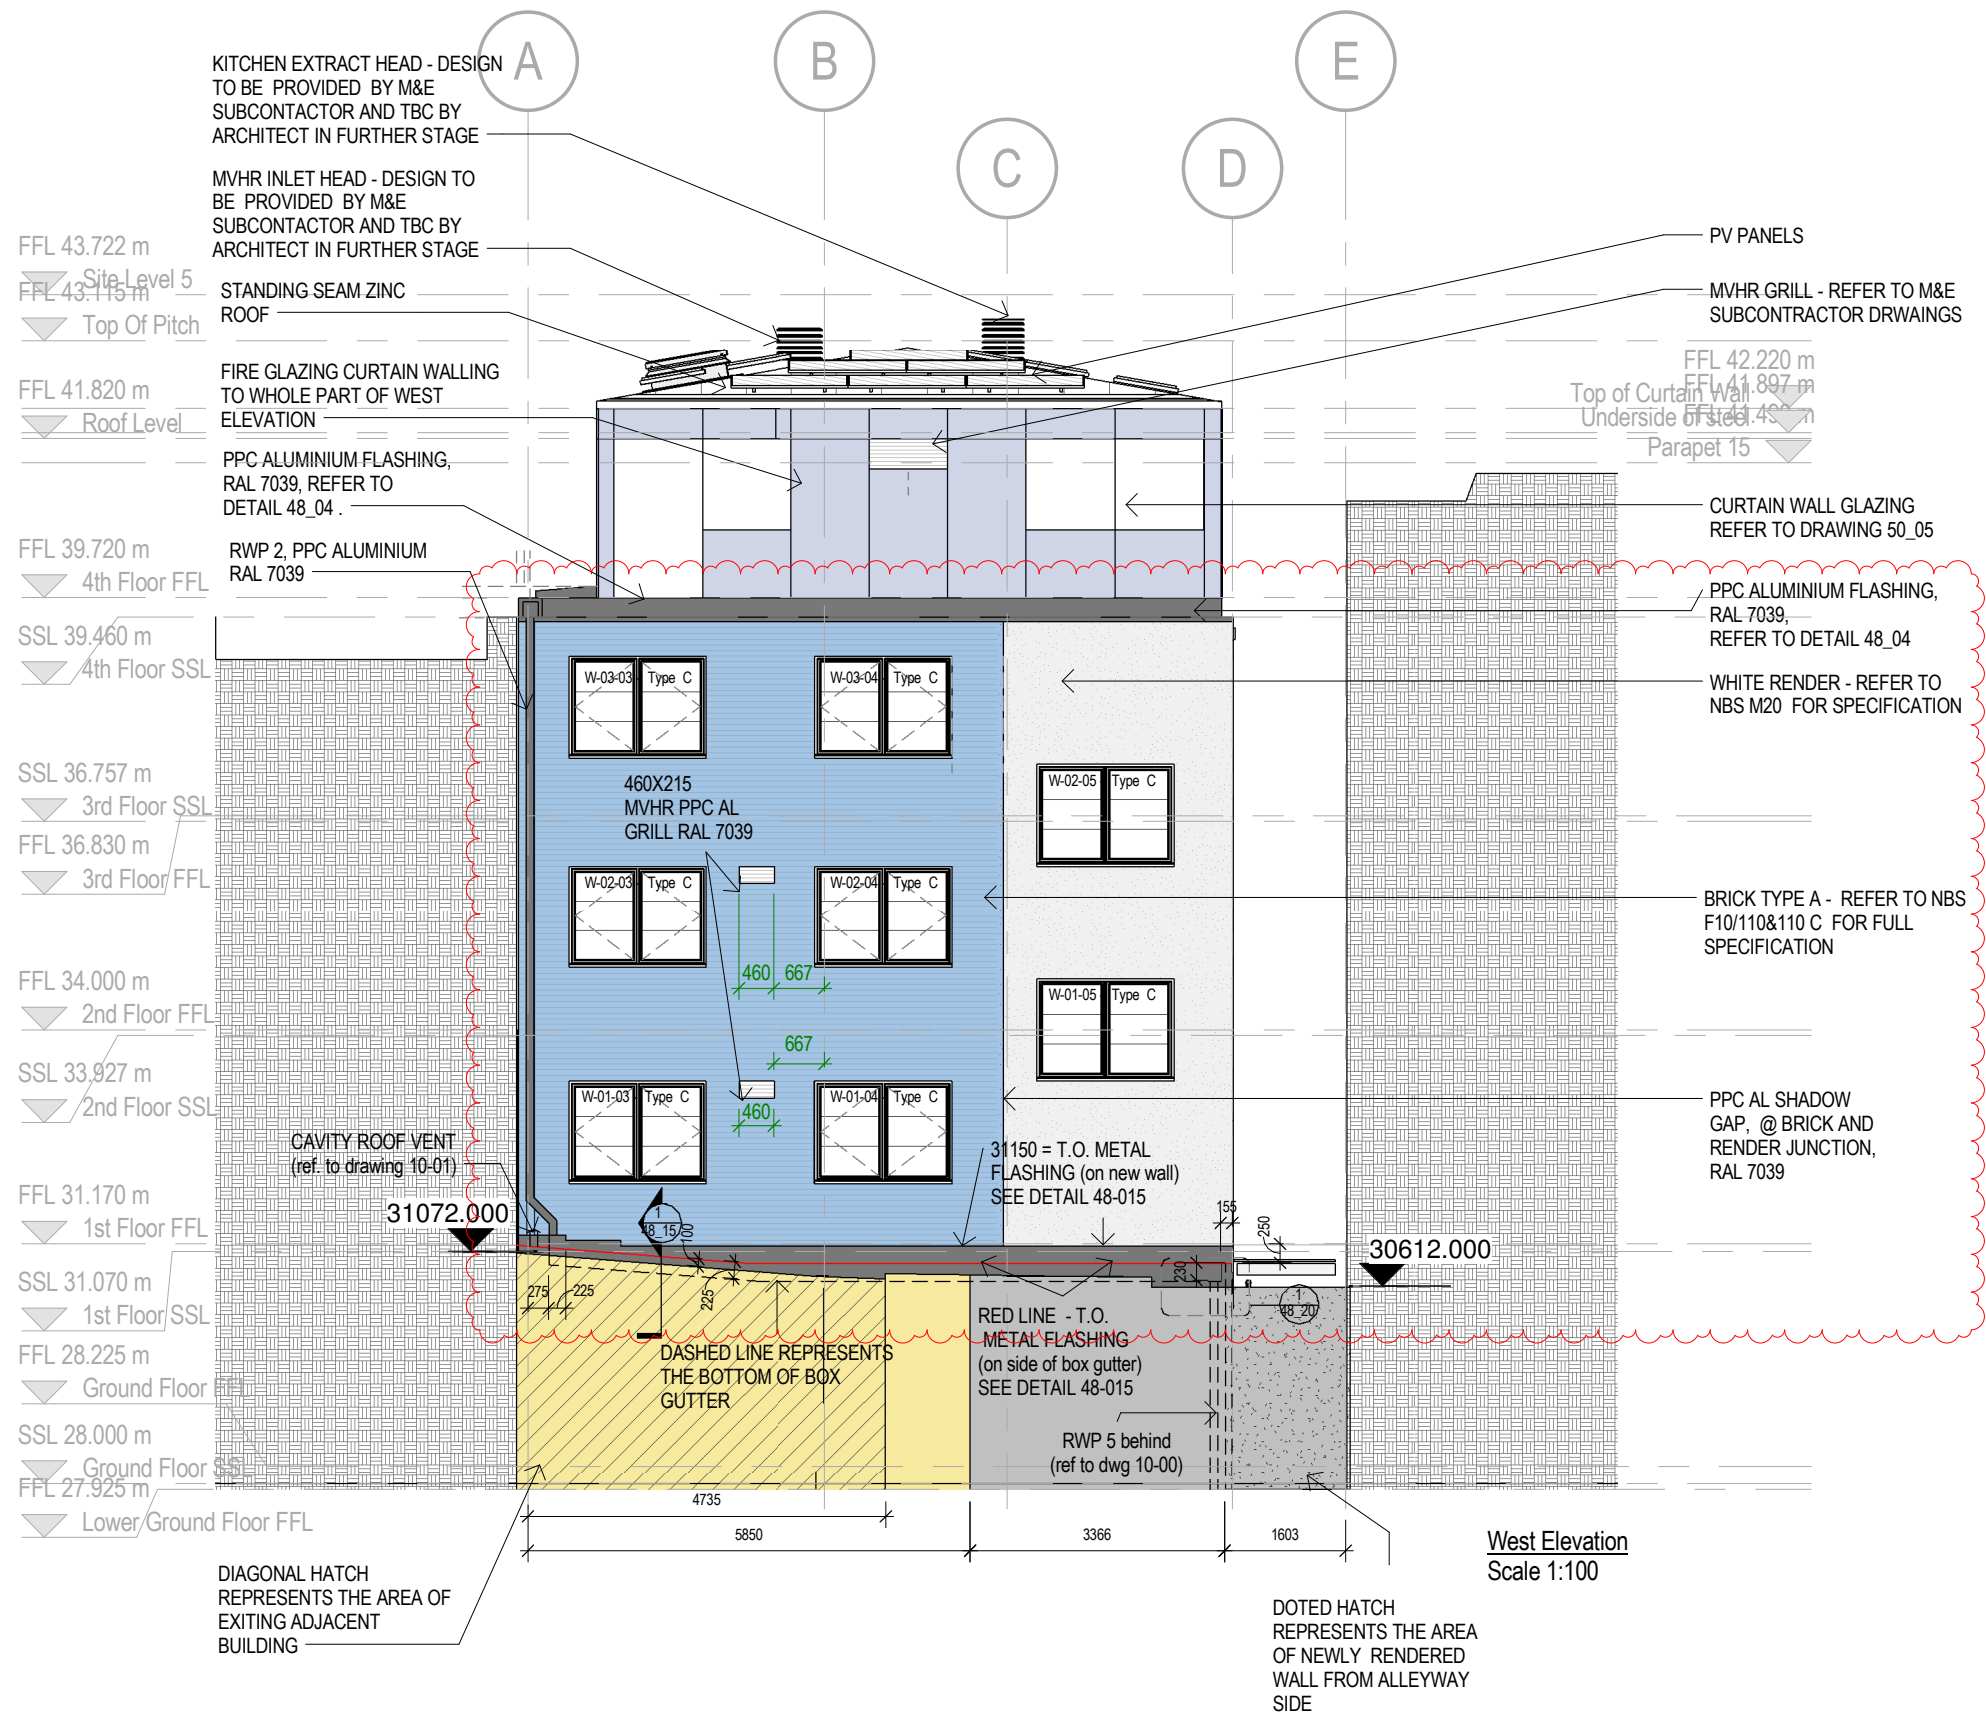 A
B
C
D
E
KITCHEN EXTRACT HEAD - DESIGN
TO BE PROVIDED BY M&E
SUBCONTACTOR AND TBC BY
ARCHITECT IN FURTHER STAGE
MVHR INLET HEAD - DESIGN TO
BE PROVIDED BY M&E
SUBCONTACTOR AND TBC BY
ARCHITECT IN FURTHER STAGE
STANDING SEAM ZINC
ROOF
FIRE GLAZING CURTAIN WALLING
TO WHOLE PART OF WEST
ELEVATION
PPC ALUMINIUM FLASHING,
RAL 7039, REFER TO
DETAIL 48_04 .
RWP 2, PPC ALUMINIUM
RAL 7039
FFL 43.722 m
Site Level 5
FFL 43.115 m
Top Of Pitch
FFL 41.820 m
Roof Level
FFL 39.720 m
4th Floor FFL
SSL 39.460 m
4th Floor SSL
SSL 36.757 m
3rd Floor SSL
FFL 36.830 m
3rd Floor FFL
FFL 34.000 m
2nd Floor FFL
SSL 33.927 m
2nd Floor SSL
FFL 31.170 m
1st Floor FFL
SSL 31.070 m
1st Floor SSL
FFL 28.225 m
Ground Floor FFL
SSL 28.000 m
Ground Floor SSL
FFL 27.925 m
Lower Ground Floor FFL
PV PANELS
MVHR GRILL - REFER TO M&E
SUBCONTRACTOR DRWAINGS
FFL 42.220 m
Top of Curtain Wall
FFL 41.897 m
Underside of steel
Parapet 15
CURTAIN WALL GLAZING
REFER TO DRAWING 50_05
PPC ALUMINIUM FLASHING,
RAL 7039,
REFER TO DETAIL 48_04
WHITE RENDER - REFER TO
NBS M20 FOR SPECIFICATION
BRICK TYPE A - REFER TO NBS
F10/110&110 C FOR FULL
SPECIFICATION
PPC AL SHADOW
GAP, @ BRICK AND
RENDER JUNCTION,
RAL 7039
W-03-03 Type C
W-03-04 Type C
W-02-05 Type C
460X215
MVHR PPC AL
GRILL RAL 7039
W-02-03 Type C
W-02-04 Type C
460 667
W-01-05 Type C
667
W-01-03 Type C
W-01-04 Type C
460
CAVITY ROOF VENT
(ref. to drawing 10-01)
31072.000
31150 = T.O. METAL
FLASHING (on new wall)
SEE DETAIL 48-015
1
48_15
100
155
250
30612.000
230
275
225
225
1
48_20
RED LINE - T.O.
METAL FLASHING
(on side of box gutter)
SEE DETAIL 48-015
DASHED LINE REPRESENTS
THE BOTTOM OF BOX
GUTTER
RWP 5 behind
(ref to dwg 10-00)
4735
5850
3366
1603
West Elevation
Scale 1:100
DIAGONAL HATCH
REPRESENTS THE AREA OF
EXITING ADJACENT
BUILDING
DOTED HATCH
REPRESENTS THE AREA
OF NEWLY RENDERED
WALL FROM ALLEYWAY
SIDE